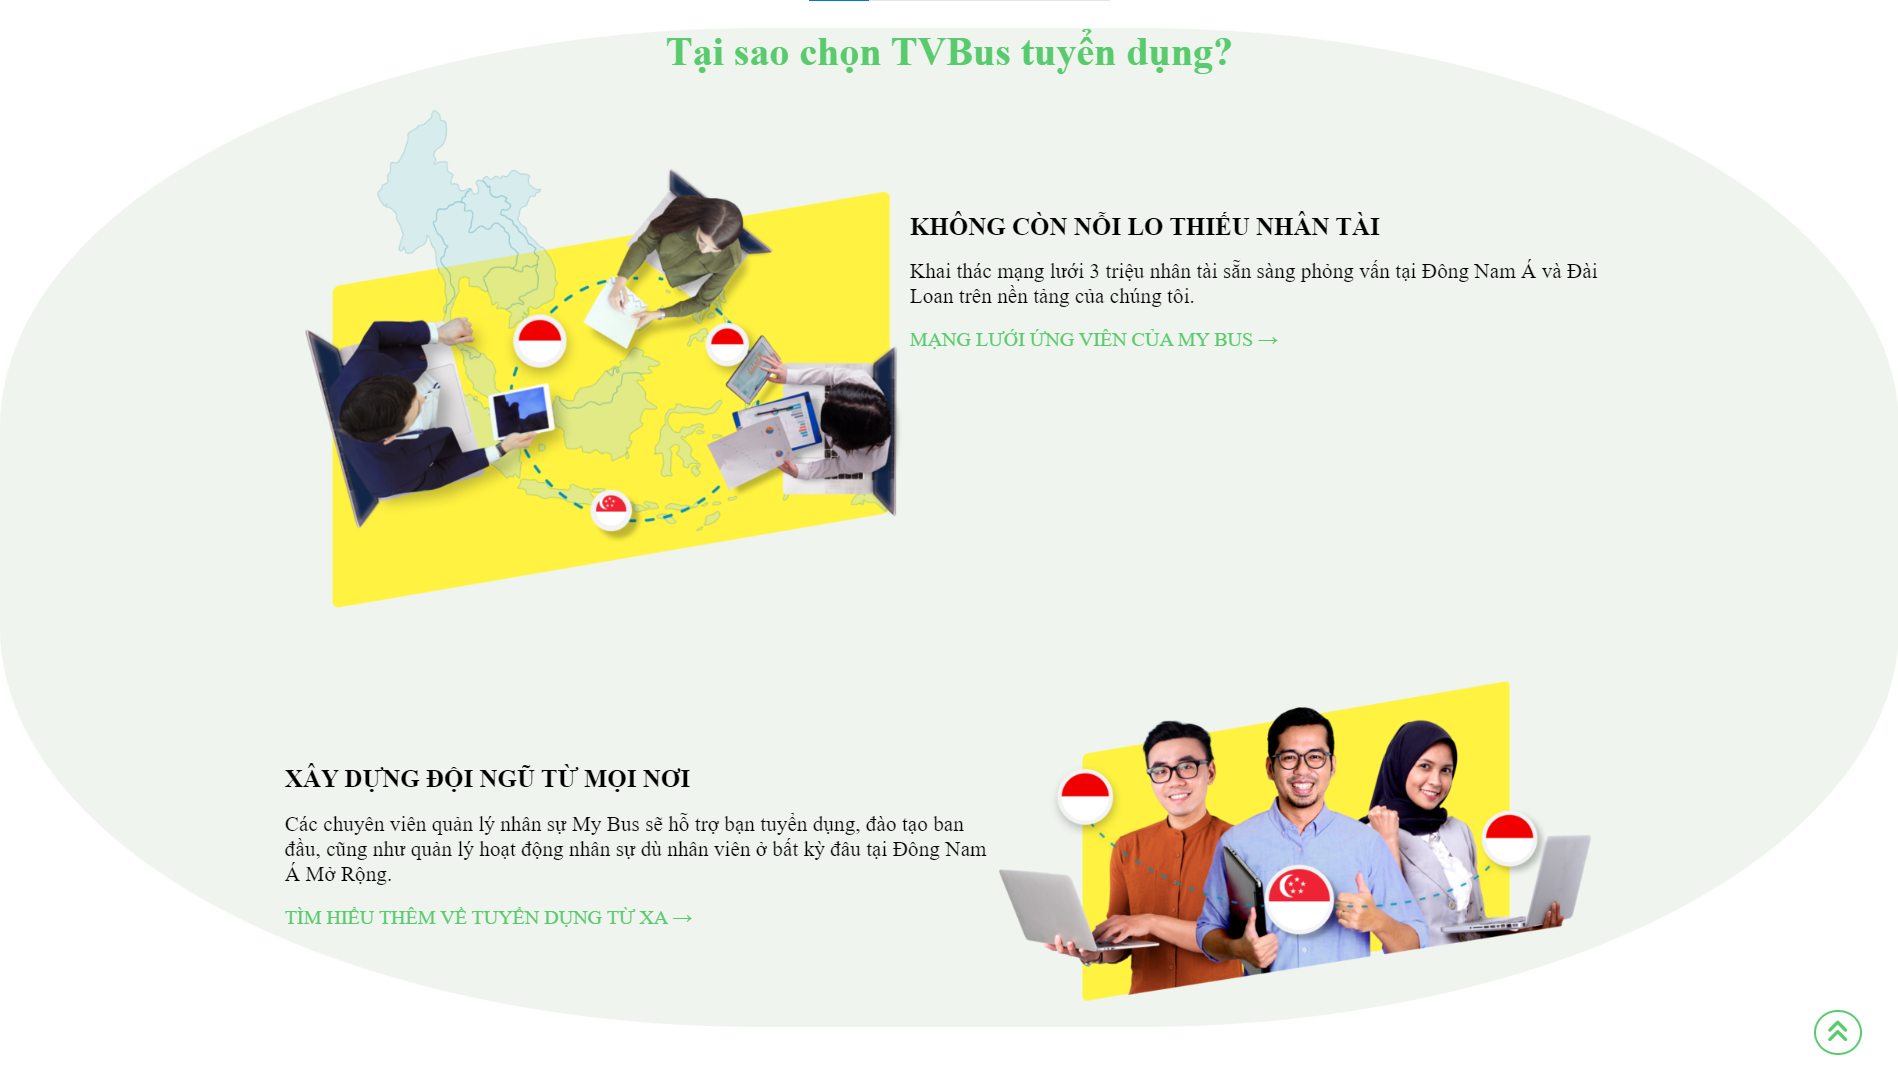 Tại sao chọn TVBus tuyển dụng?
KHÔNG CÒN NỖI LO THIẾU NHÂN TÀI
Khai thác mạng lưới 3 triệu nhân tài sẵn sàng phỏng vấn tại Đông Nam Á và Đài
Loan trên nền tảng của chúng tôi.
MẠNG LƯỚI ỨNG VIÊN CỦA MY BUS →
XÂY DỰNG ĐỘI NGŨ TỪ MỌI NƠI
Các chuyên viên quản lý nhân sự My Bus sẽ hỗ trợ bạn tuyển dụng, đào tạo ban
đầu, cũng như quản lý hoạt động nhân sự dù nhân viên ở bất kỳ đâu tại Đông Nam
Á Mở Rộng.
TÌM HIỂU THÊM VỀ TUYỂN DỤNG TỪ XA →